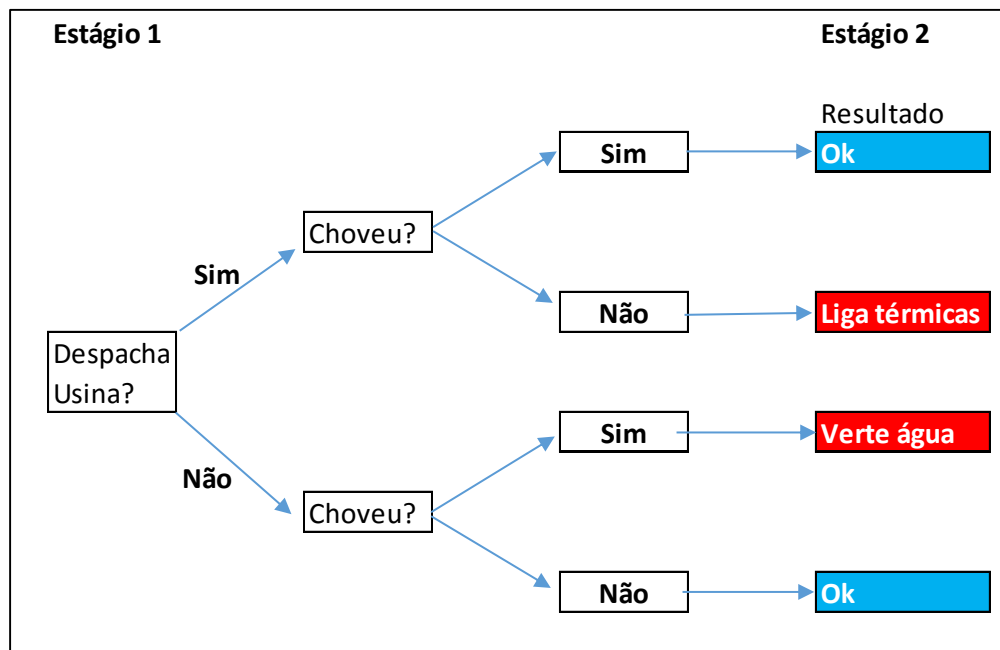 Estágio 1
Estágio 2
Resultado
Sim
Ok
Choveu?
Sim
Não
Liga térmicas
Despacha
Usina?
Sim
Verte água
Não
Choveu?
Não
Ok